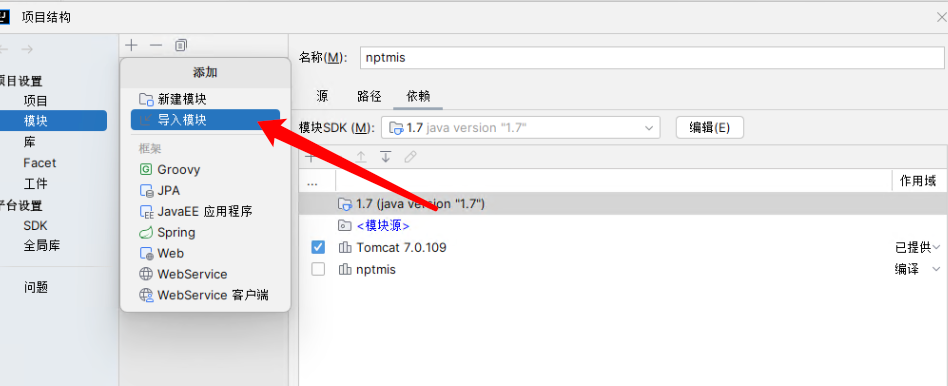 项目结构
名称(M):
nptmis
添加
项目设置
新建模块
源
路径
依赖
项目
导入模块
模块
模块SDK (M):
1.7 java version "1.7"
编辑(E)
库
框架
Facet
Groovy
...
作用域
工件
JPA
1.7 (java version "1.7")
平台设置
JavaEE 应用程序
<模块源>
SDK
Spring
全局库
Web
Tomcat 7.0.109
已提供
WebService
nptmis
编译
问题
WebService 客户端